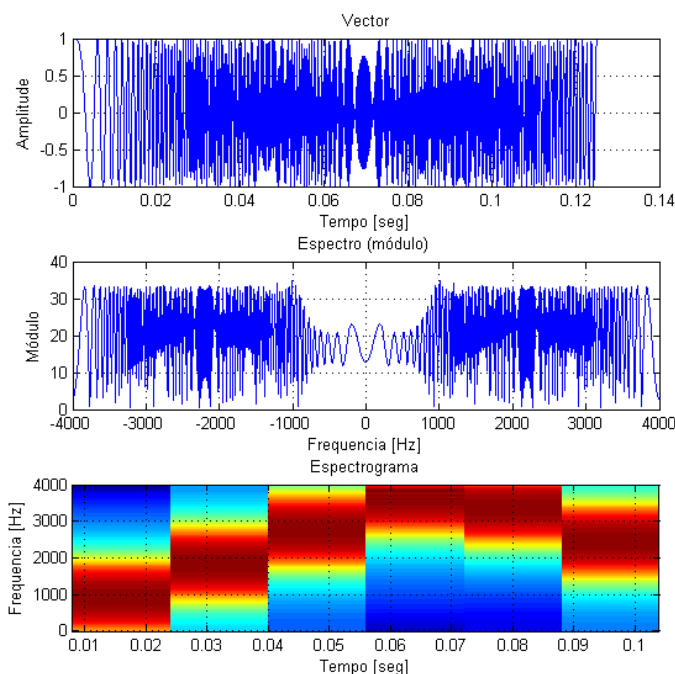 Vector
1
0.5
0
-0.5
-1
Amplitude
0 0.02 0.04 0.06 0.08 0.1 0.12 0.14
Tempo [seg]
Espectro (módulo)
40
30
20
10
0
Módulo
-4000 -3000 -2000 -1000 0 1000 2000 3000 4000
Frequencia [Hz]
Espectrograma
4000
3000
2000
1000
0
Frequencia [Hz]
0.01 0.02 0.03 0.04 0.05 0.06 0.07 0.08 0.09 0.1
Tempo [seg]